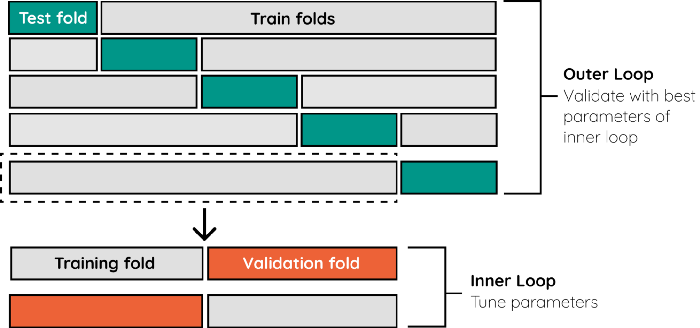 Test fold
Train folds
Outer Loop
Validate with best
parameters of
inner loop
Training fold
Validation fold
Inner Loop
Tune parameters